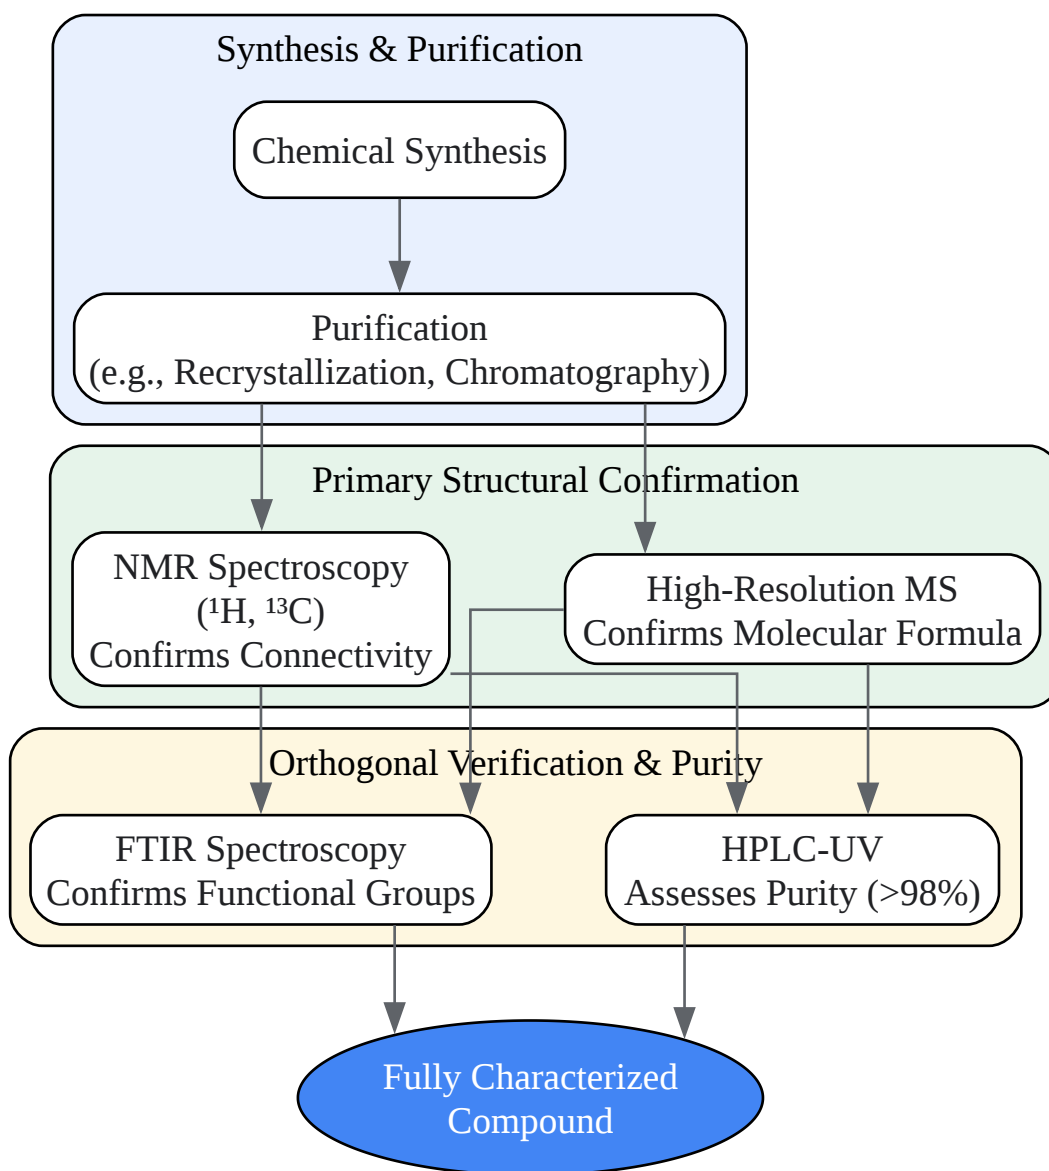 Synthesis & Purification
Chemical Synthesis
Purification
(e.g., Recrystallization, Chromatography)
Primary Structural Confirmation
NMR Spectroscopy
(¹H, ¹³C)
Confirms Connectivity
High-Resolution MS
Confirms Molecular Formula
Orthogonal Verification & Purity
FTIR Spectroscopy
Confirms Functional Groups
HPLC-UV
Assesses Purity (>98%)
Fully Characterized
Compound